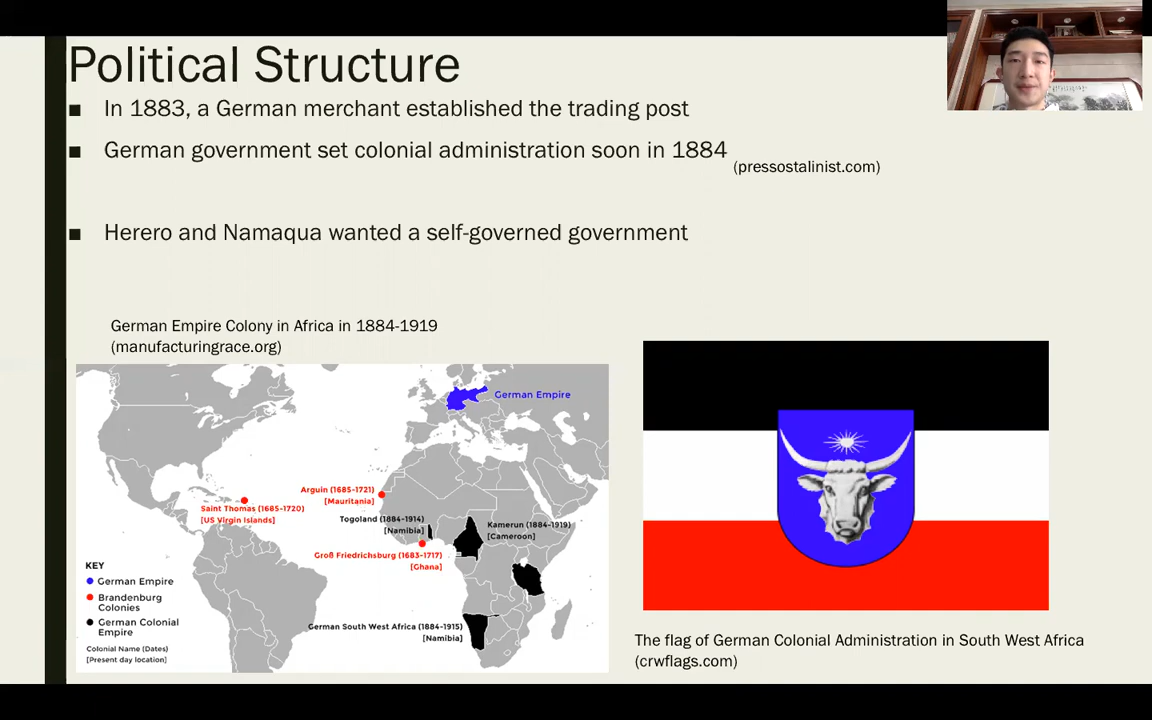 Political Structure
■ In 1883, a German merchant established the trading post
■ German government set colonial administration soon in 1884
(pressostalinist.com)
■ Herero and Namaqua wanted a self-governed government
German Empire Colony in Africa in 1884-1919
(manufacturingrace.org)
German Empire
Arguin (1685-1721)
[Mauritania]
Saint Thomas (1685-1720)
[US Virgin Islands]
Togoland (1884-1914)
[Namibia]
Kamerun (1884-1919)
[Cameroon]
Groß Friedrichsburg (1683-1717)
[Ghana]
German South West Africa (1884-1915)
[Namibia]
KEY
German Empire
Brandenburg
Colonies
German Colonial
Empire
Colonial Name (Dates)
[Present day location]
The flag of German Colonial Administration in South West Africa
(crwflags.com)